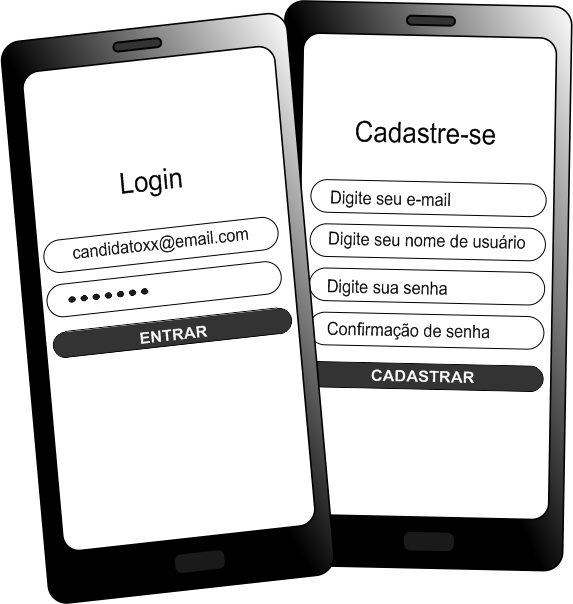 Login
candidatoxx@email.com
•••••••
ENTRAR
Cadastre-se
Digite seu e-mail
Digite seu nome de usuário
Digite sua senha
Confirmação de senha
CADASTRAR